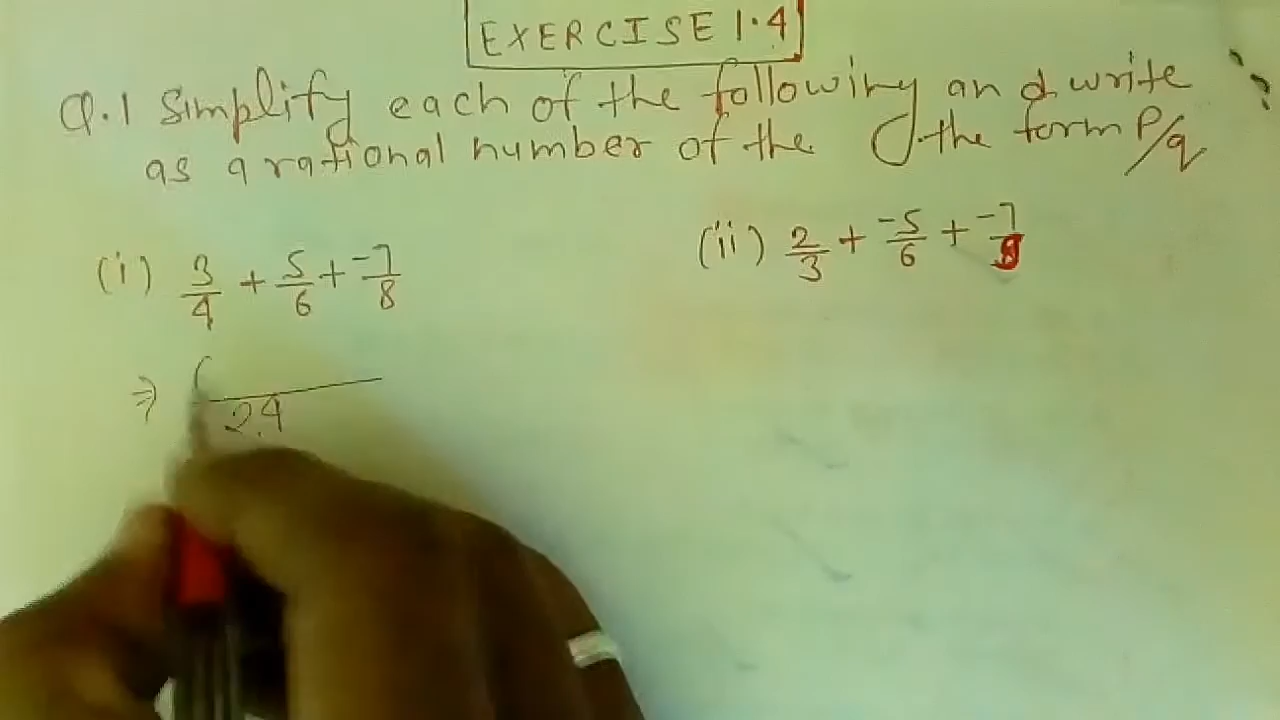 EXERCISE 1.4
Q.1 Simplify each of the following and write
as a rational number of the the form P/q
(i) 3/4 + 5/6 + -7/8
(ii) 2/3 + -5/6 + -7/
⇒ ( /24